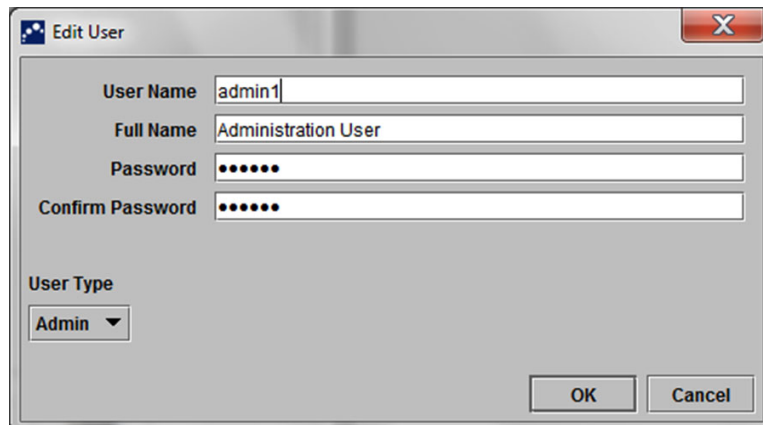 Edit User
User Name admin1
Full Name Administration User
Password ••••••
Confirm Password ••••••
User Type
Admin
OK Cancel